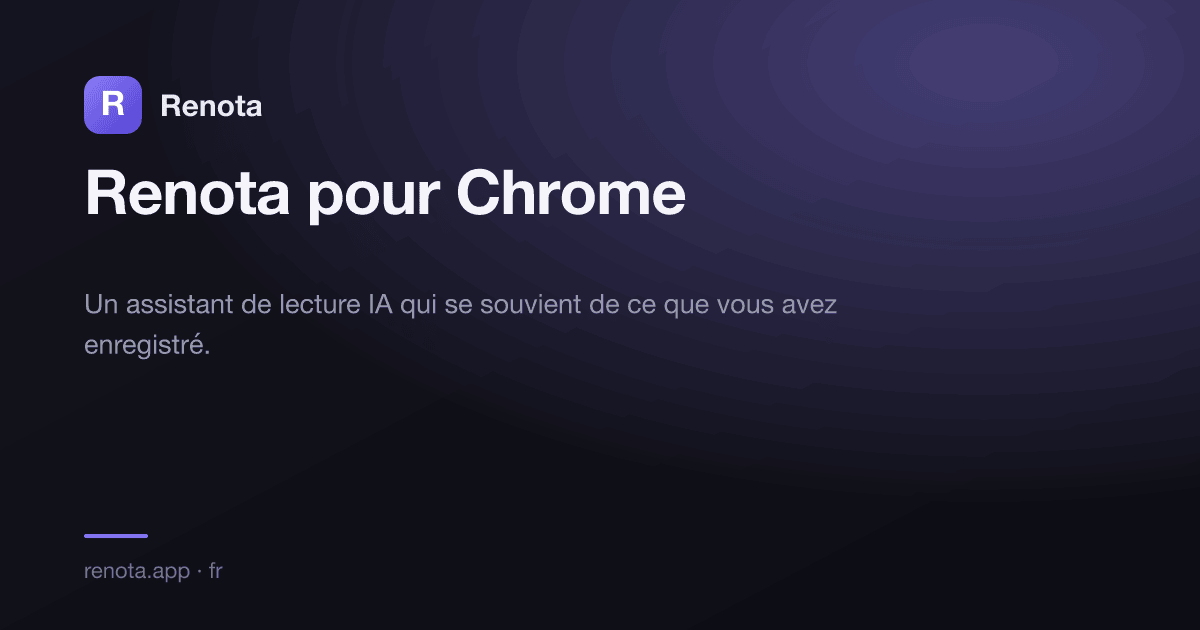 R
Renota
Renota pour Chrome
Un assistant de lecture IA qui se souvient de ce que vous avez
enregistré.
renota.app · fr